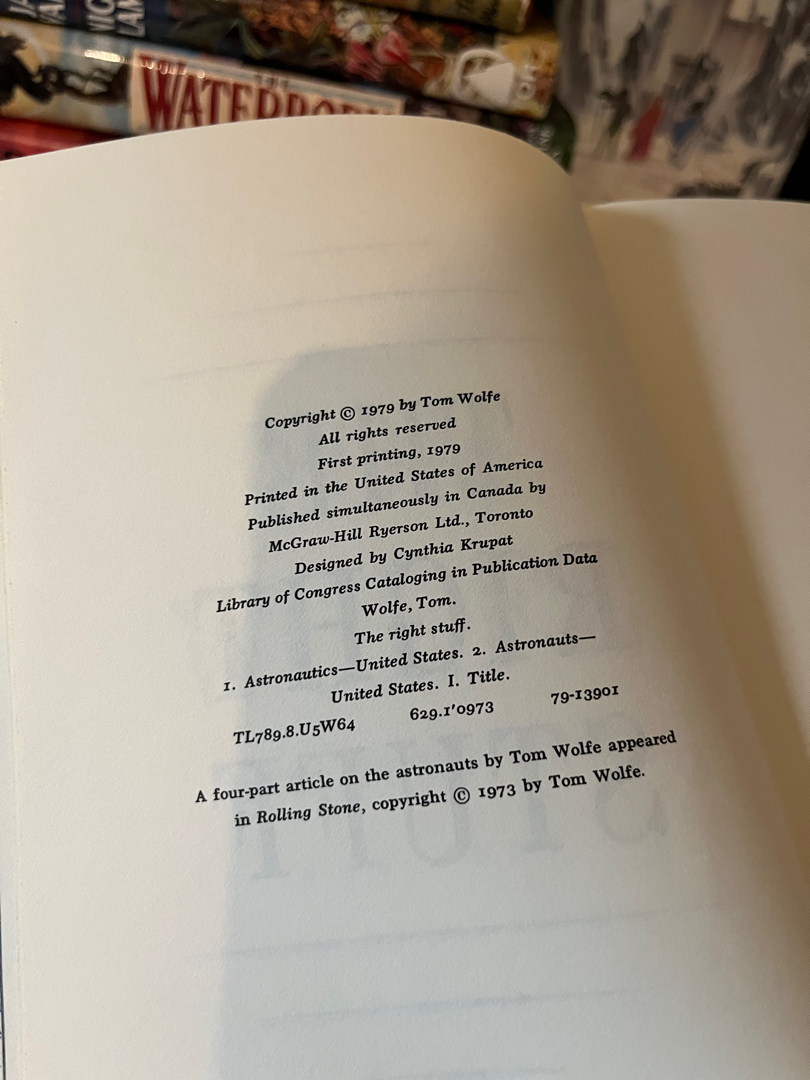 WATERWOR
Copyright © 1979 by Tom Wolfe
All rights reserved
First printing, 1979
Printed in the United States of America
Published simultaneously in Canada by
McGraw-Hill Ryerson Ltd., Toronto
Designed by Cynthia Krupat
Library of Congress Cataloging in Publication Data
Wolfe, Tom.
The right stuff.
1. Astronautics—United States. 2. Astronauts—
United States. I. Title.
TL789.8.U5W64 629.1'0973 79-13901
A four-part article on the astronauts by Tom Wolfe appeared
in Rolling Stone, copyright © 1973 by Tom Wolfe.